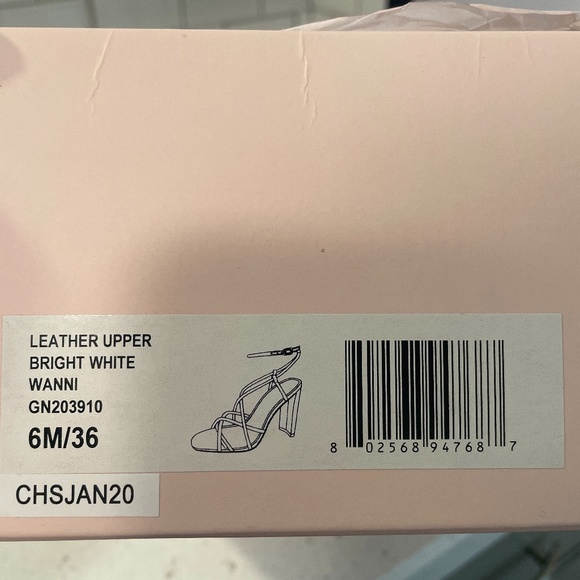 LEATHER UPPER
BRIGHT WHITE
WANNI
GN203910
6M/36
8 02568 94768 7
CHSJAN20